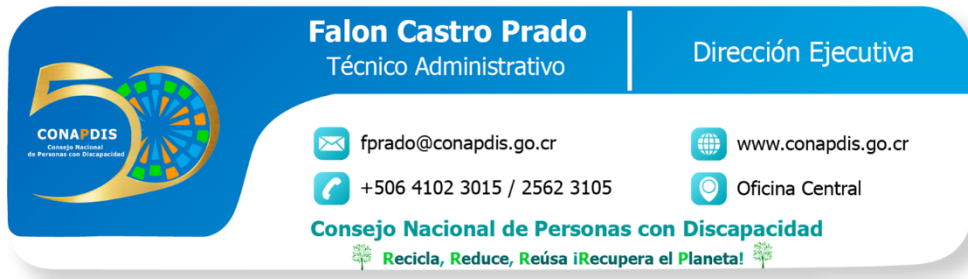 Falon Castro Prado
Técnico Administrativo
Dirección Ejecutiva
50
CONAPDIS
Consejo Nacional
de Personas con Discapacidad
fprado@conapdis.go.cr
www.conapdis.go.cr
+506 4102 3015 / 2562 3105
Oficina Central
Consejo Nacional de Personas con Discapacidad
Recicla, Reduce, Reúsa ¡Recupera el Planeta!